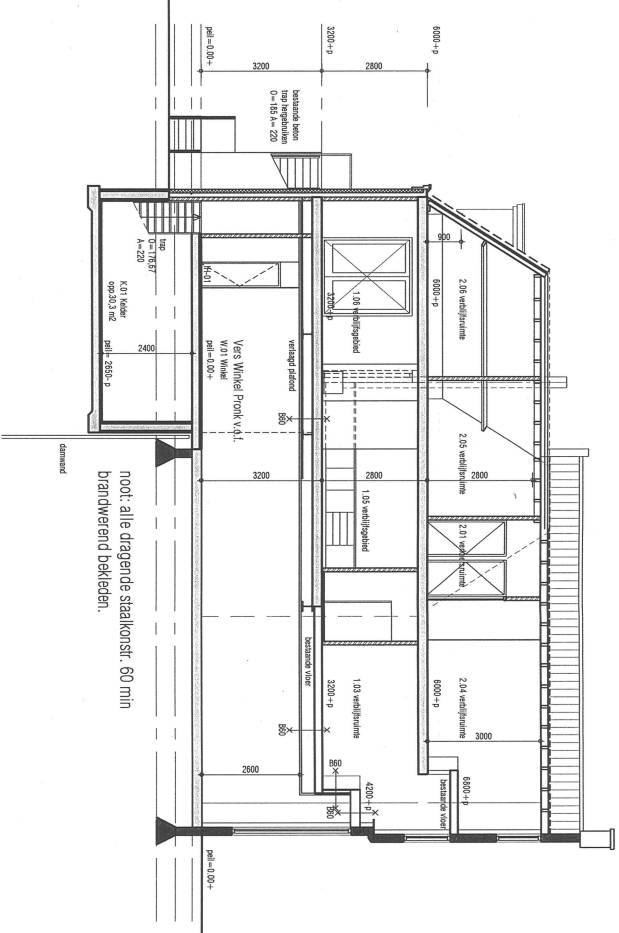 6000+p
3200+p
peil=0.00+
2800
3200
bestaande beton
trap hergebruiken
O=185 A= 220
900
6000+p
2.06 verblijfsruimte
2.05 verblijfsruimte
2800
2.01 verkeersruimte
2.04 verblijfsruimte
6000+p
3000
6800+p
bestaande vloer
3200+p
1.06 verblijfsgebied
2800
2800
1.05 verblijfsgebied
1.03 verblijfsruimte
3200+p
4200+p
B60
B60
verlaagd plafond
B60
bestaande vloer
B60
M-01
Vers Winkel Pronk v.o.f.
W.01 Winkel
peil=0.00+
3200
2600
trap
O=176,67
A=220
K.01 Kelder
opp:30,3 m2
2400
peil= 2650-p
damwand
peil=0.00+
noot: alle dragende staalkonstr. 60 min
brandwerend bekleden.